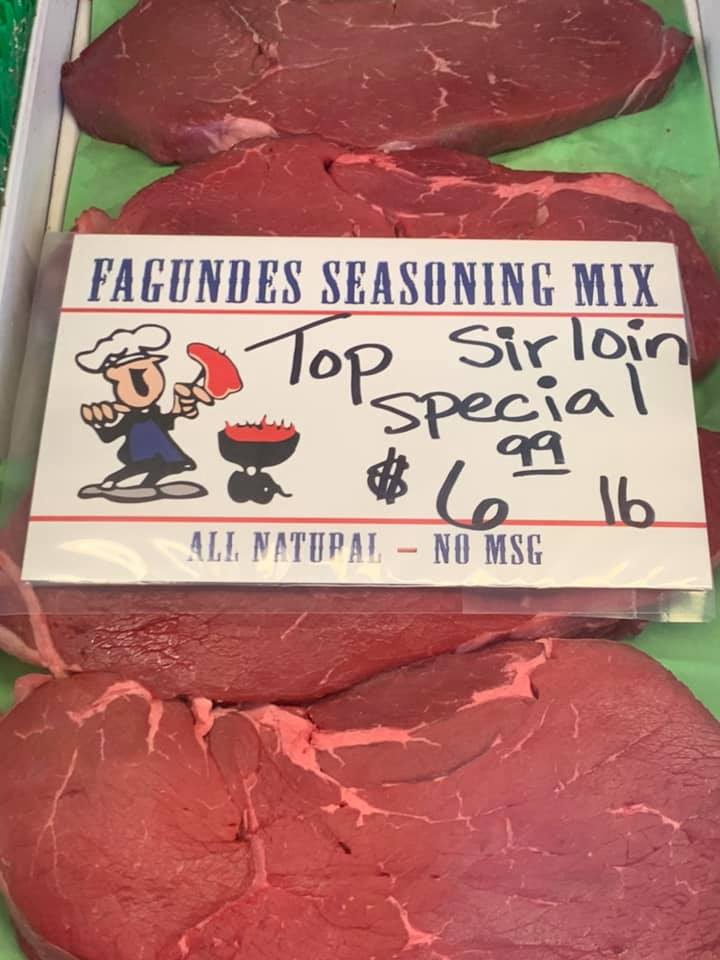 FAGUNDES SEASONING MIX
Top Sirloin
special
$ 6 99 lb
ALL NATURAL - NO MSG